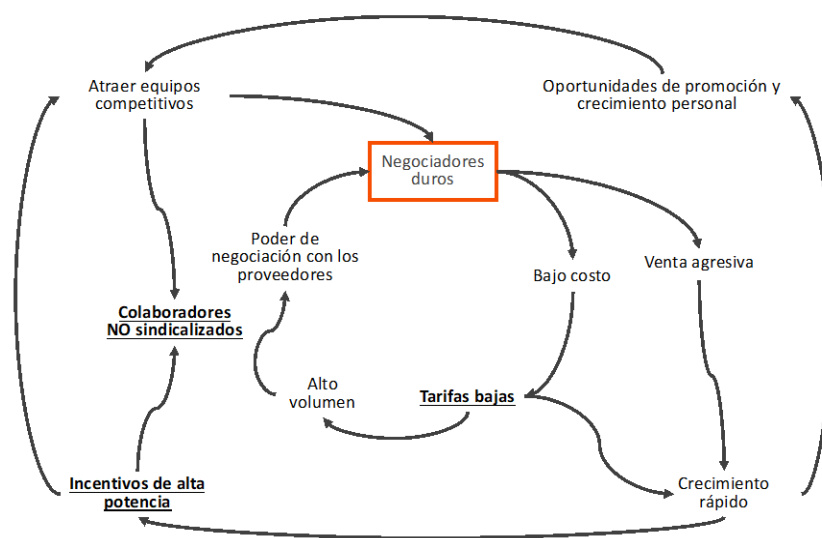 Atraer equipos
competitivos
Oportunidades de promoción y
crecimiento personal
Negociadores
duros
Poder de
negociación con los
proveedores
Bajo costo
Venta agresiva
Colaboradores
NO sindicalizados
Alto
volumen
Tarifas bajas
Incentivos de alta
potencia
Crecimiento
rápido